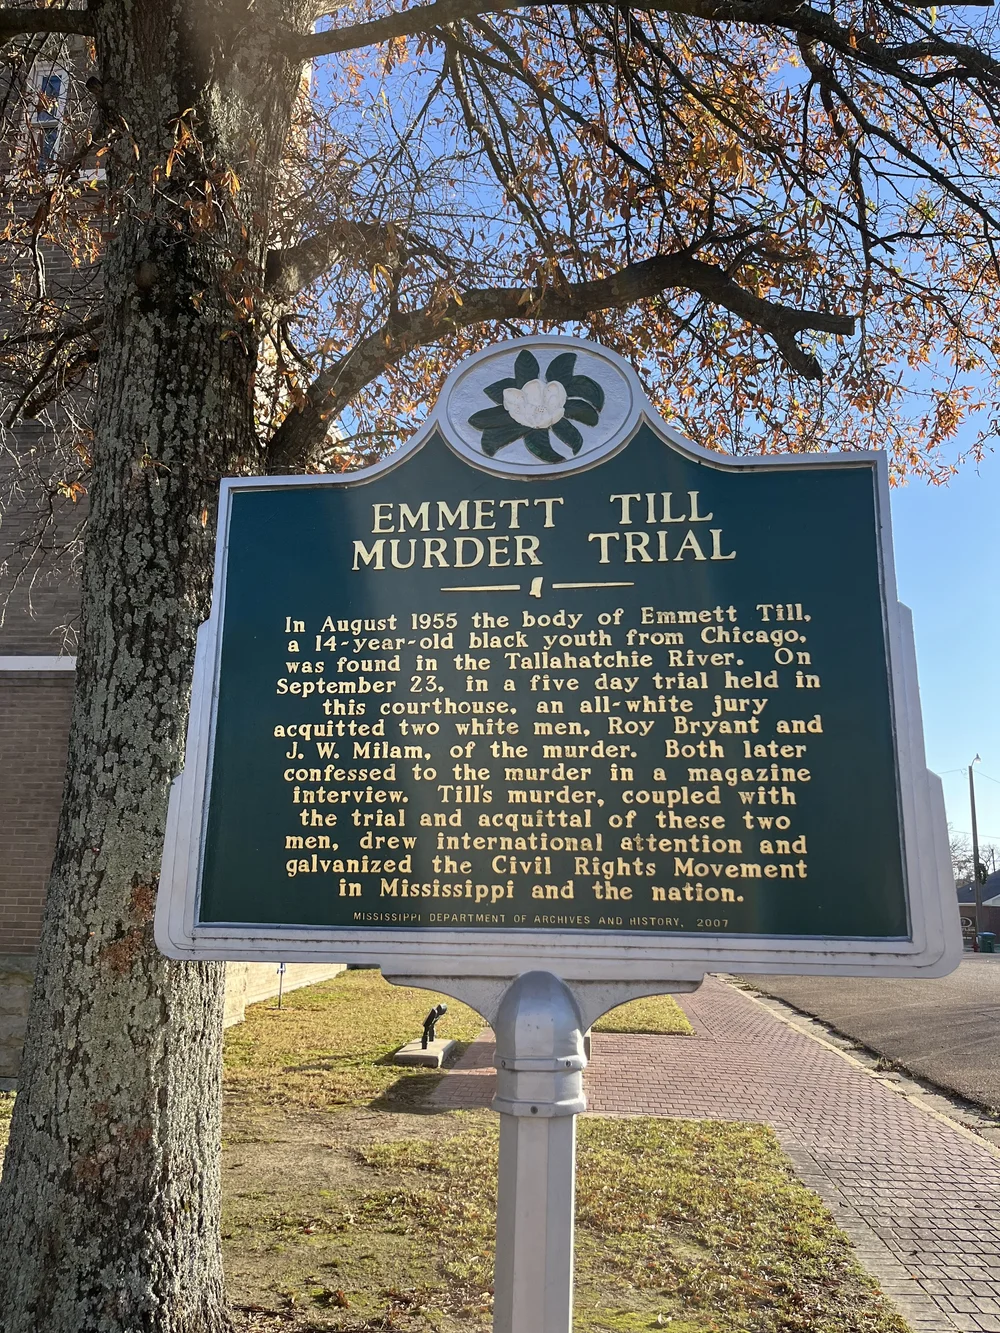 EMMETT TILL
MURDER TRIAL
In August 1955 the body of Emmett Till,
a 14-year-old black youth from Chicago,
was found in the Tallahatchie River. On
September 23, in a five day trial held in
this courthouse, an all-white jury
acquitted two white men, Roy Bryant and
J. W. Milam, of the murder. Both later
confessed to the murder in a magazine
interview. Till's murder, coupled with
the trial and acquittal of these two
men, drew international attention and
galvanized the Civil Rights Movement
in Mississippi and the nation.
MISSISSIPPI DEPARTMENT OF ARCHIVES AND HISTORY, 2007